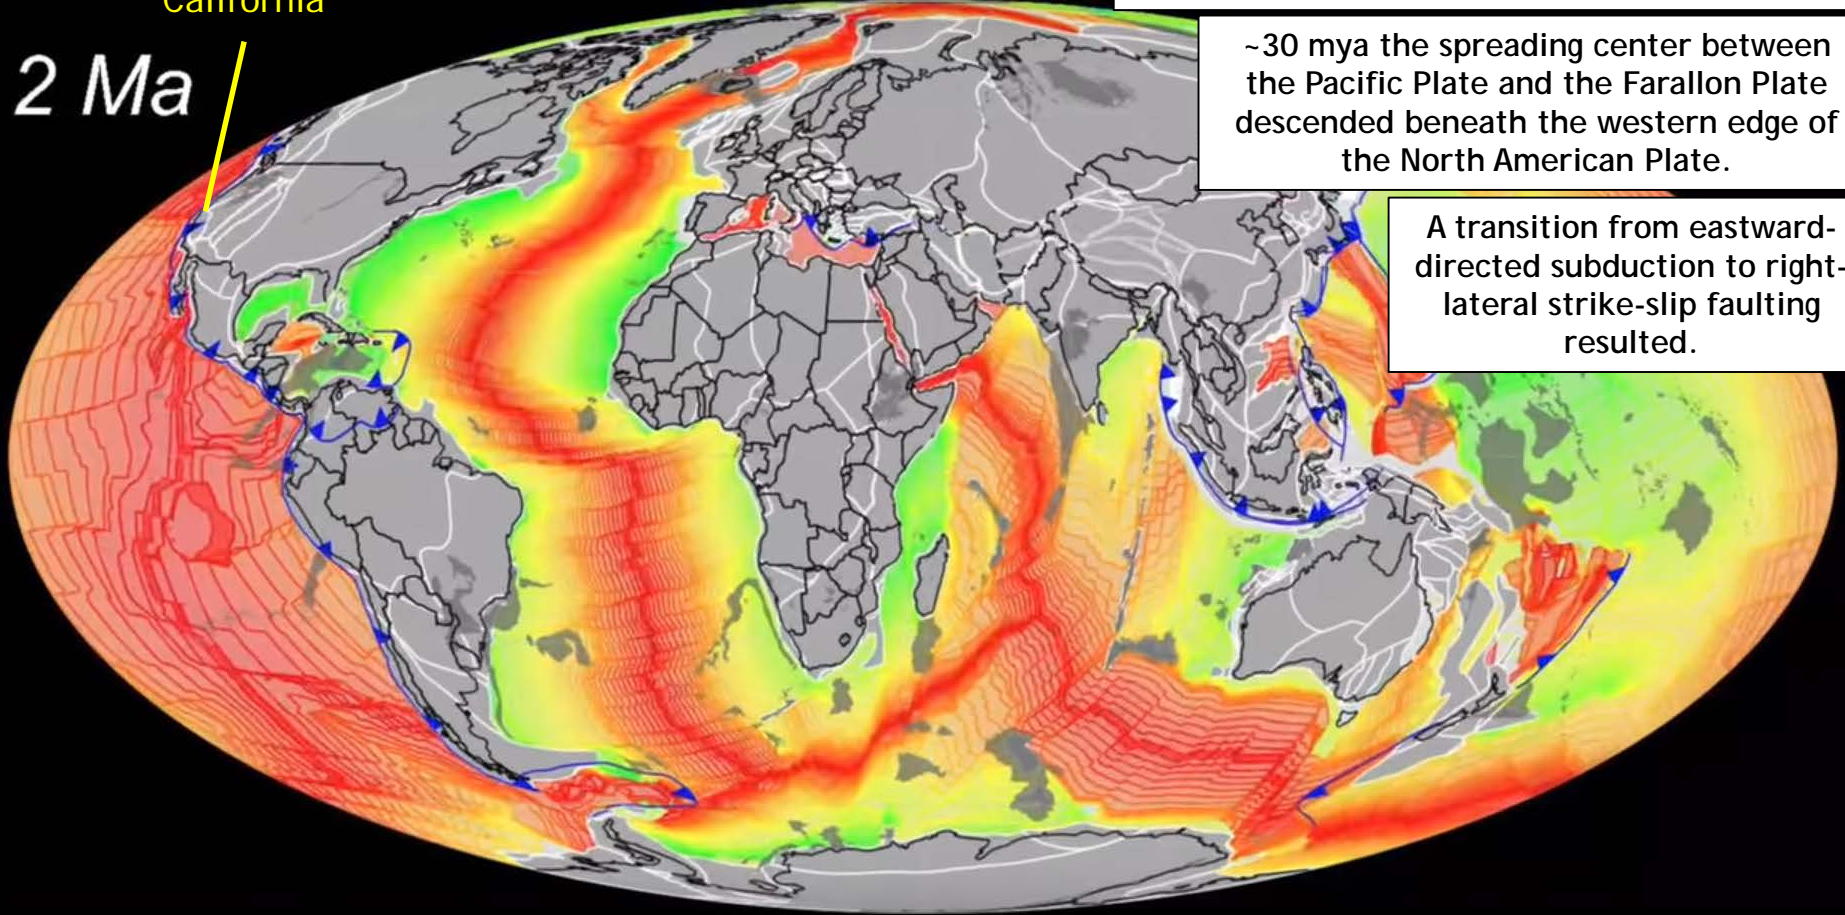 California
2 Ma
~30 mya the spreading center between
the Pacific Plate and the Farallon Plate
descended beneath the western edge of
the North American Plate.
A transition from eastward-
directed subduction to right-
lateral strike-slip faulting
resulted.